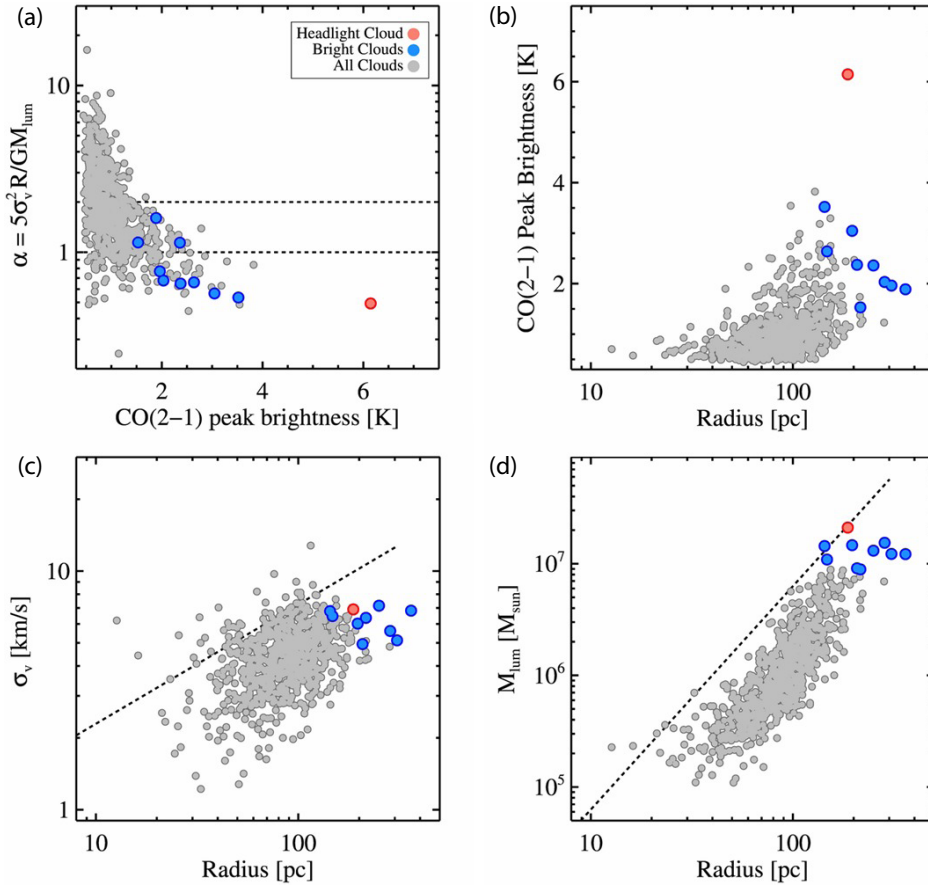 (a)
Headlight Cloud
Bright Clouds
All Clouds
10
1
α = 5σ_v^2 R/GM_lum
2 4 6
CO(2−1) peak brightness [K]
(b)
6
4
2
CO(2−1) Peak Brightness [K]
10 100
Radius [pc]
(c)
10
1
σ_v [km/s]
10 100
Radius [pc]
(d)
10^7
10^6
10^5
M_lum [M_sun]
10 100
Radius [pc]